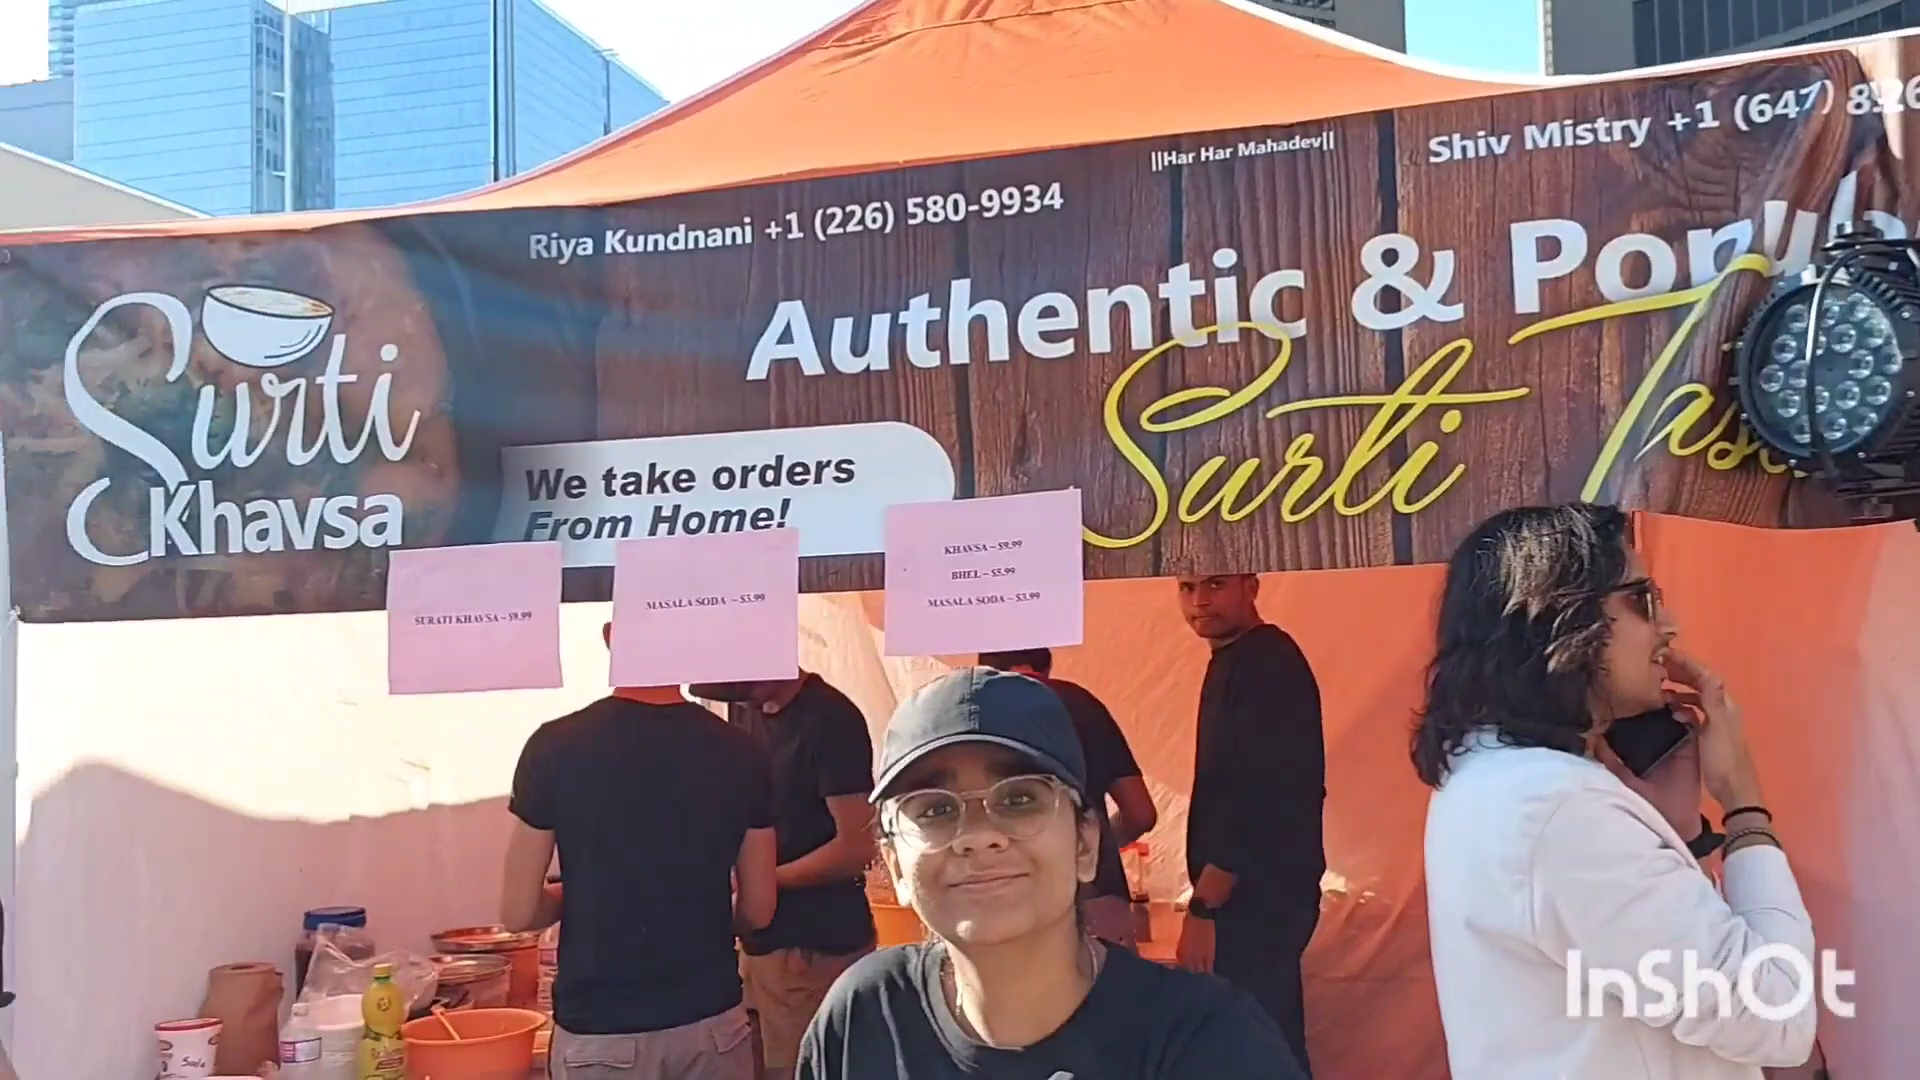 ||Har Har Mahadev||
Riya Kundnani +1 (226) 580-9934
Shiv Mistry +1 (647)
Authentic &
Surti
Surti
Khavsa
We take orders
From Home!
SURATI KHAVSA ~ $9.99
MASALA SODA ~ $3.99
KHAVSA ~ $9.99
BHEL ~ $5.99
MASALA SODA ~ $3.99
Soda
InShOt